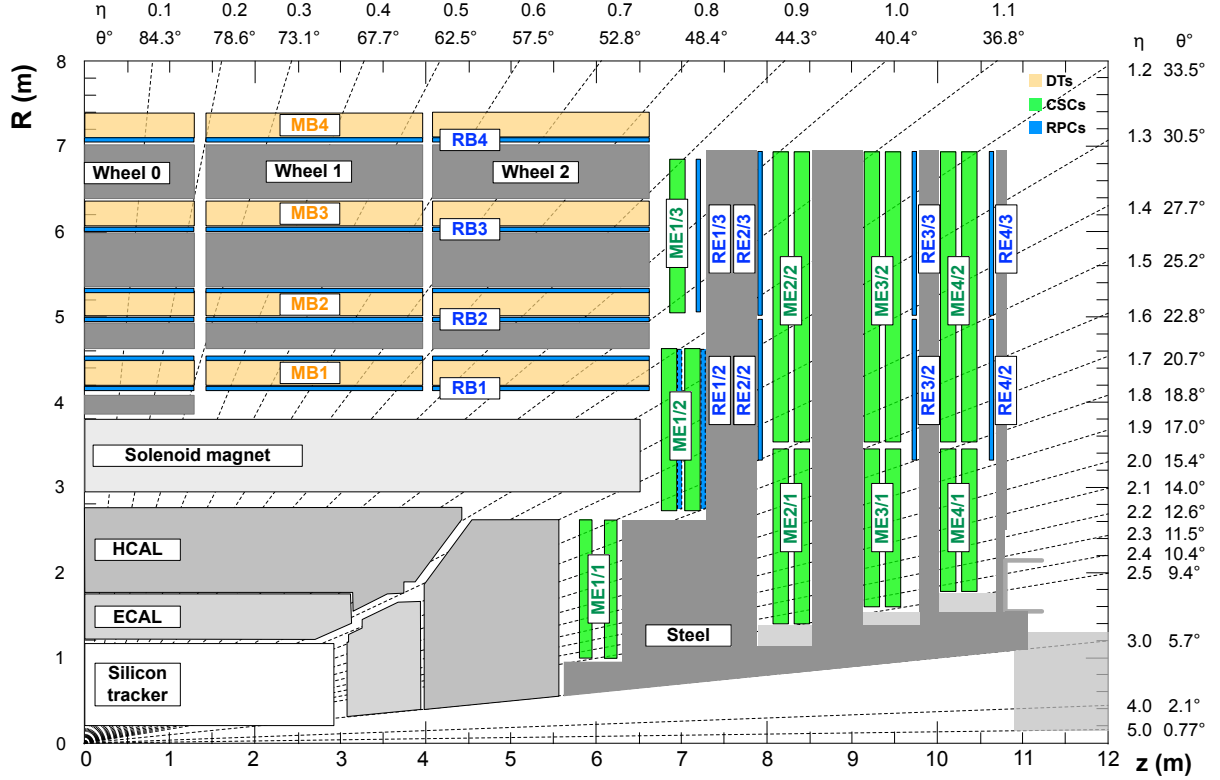 η 0.1 0.2 0.3 0.4 0.5 0.6 0.7 0.8 0.9 1.0 1.1
θ° 84.3° 78.6° 73.1° 67.7° 62.5° 57.5° 52.8° 48.4° 44.3° 40.4° 36.8° η θ°
R (m)
8
7
6
5
4
3
2
1
0
0 1 2 3 4 5 6 7 8 9 10 11 12
z (m)
1.2 33.5°
1.3 30.5°
1.4 27.7°
1.5 25.2°
1.6 22.8°
1.7 20.7°
1.8 18.8°
1.9 17.0°
2.0 15.4°
2.1 14.0°
2.2 12.6°
2.3 11.5°
2.4 10.4°
2.5 9.4°
3.0 5.7°
4.0 2.1°
5.0 0.77°
DTs
CSCs
RPCs
MB4
RB4
Wheel 0
Wheel 1
Wheel 2
MB3
RB3
MB2
RB2
MB1
RB1
Solenoid magnet
HCAL
ECAL
Silicon
tracker
Steel
ME1/3
RE1/3
RE2/3
ME2/2
ME3/2
RE3/3
ME4/2
RE4/3
ME1/2
RE1/2
RE2/2
RE3/2
RE4/2
ME1/1
ME2/1
ME3/1
ME4/1